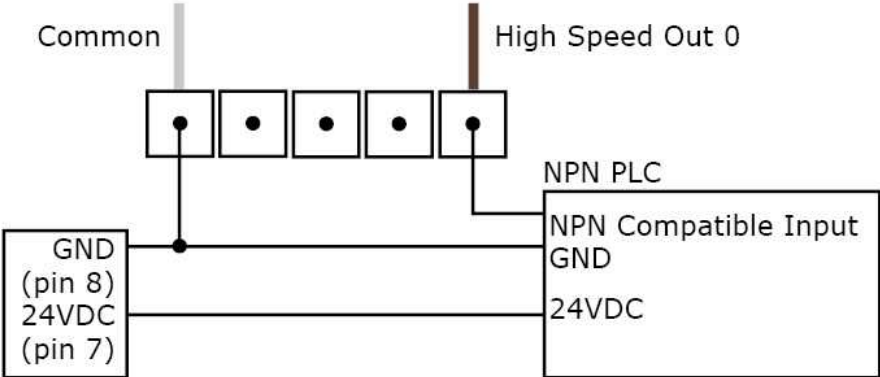 Common
High Speed Out 0
NPN PLC
NPN Compatible Input
GND
24VDC
GND
(pin 8)
24VDC
(pin 7)